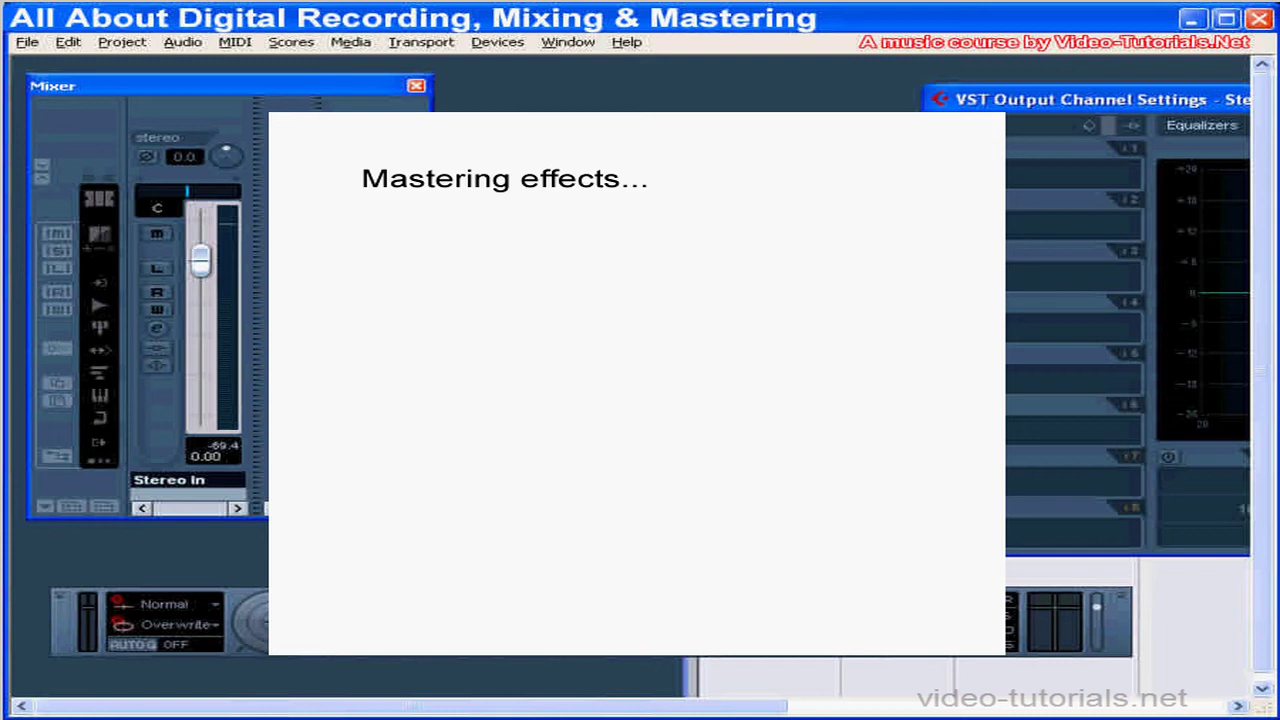 All About Digital Recording, Mixing & Mastering
File Edit Project Audio MIDI Scores Media Transport Devices Window Help
A music course by Video-Tutorials.Net
Mixer
VST Output Channel Settings - Ste
Equalizers
stereo
0.0
C
m
L
R
w
e
-69.4
0.00
Stereo In
Mastering effects...
Normal
Overwrite
AUTO Q OFF
video-tutorials.net